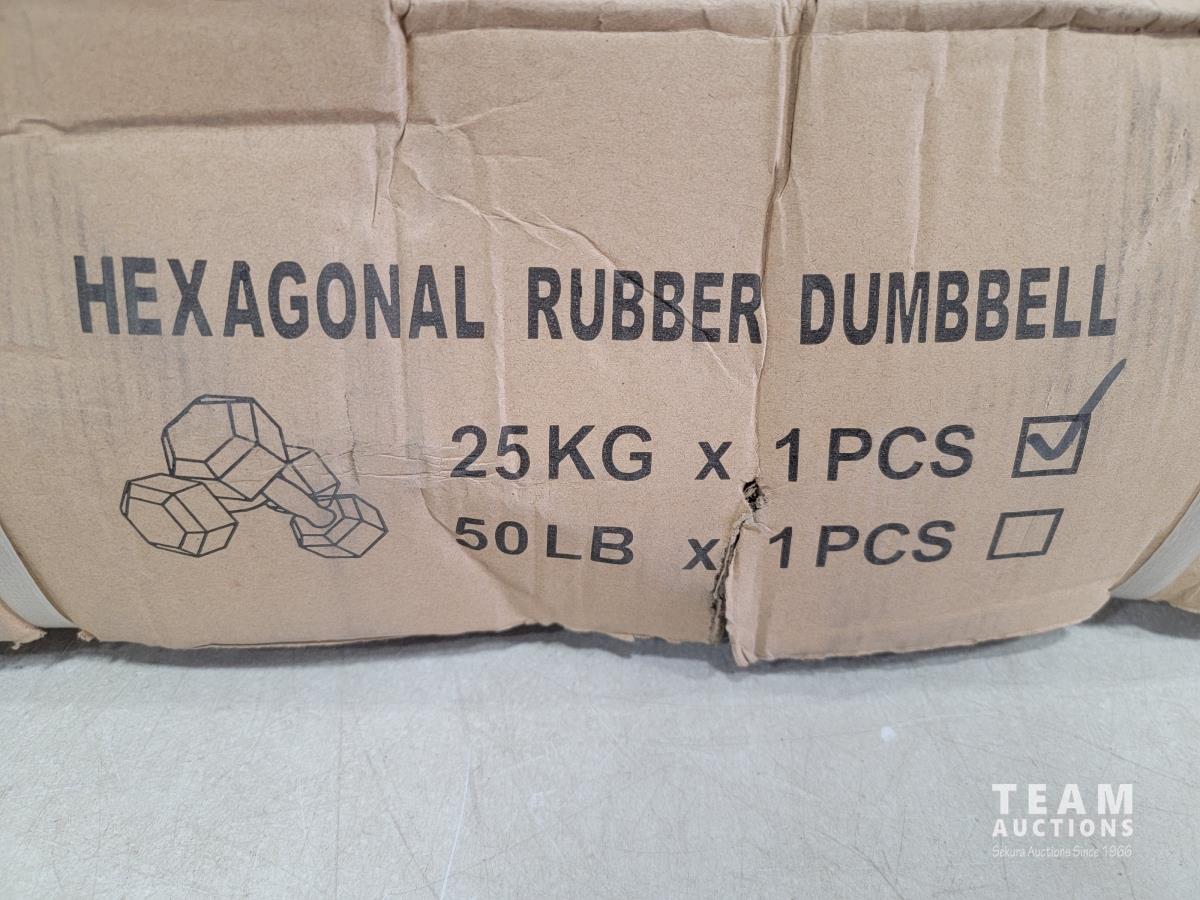 HEXAGONAL RUBBER DUMBBELL
25KG x 1PCS
50LB x 1PCS
TEAM
AUCTIONS
Sekura Auctions Since 1966